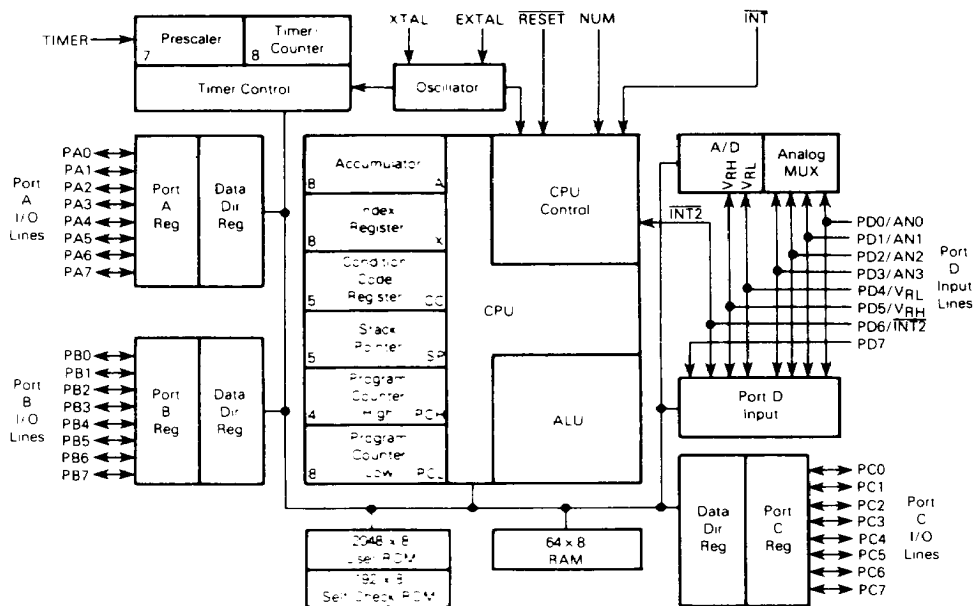 XTAL EXTAL RESET NUM INT
TIMER
Prescaler
7
Timer
Counter
8
Timer Control
Oscillator
Port
A
I/O
Lines
PA0
PA1
PA2
PA3
PA4
PA5
PA6
PA7
Port
A
Reg
Data
Dir
Reg
Accumulator
8 A
Index
Register
8 X
Condition
Code
Register
5 CC
Stack
Pointer
5 SP
Program
Counter
High
4 PCH
Program
Counter
Low
8 PCL
CPU
Control
CPU
ALU
INT2
A/D
VRH
VRL
Analog
MUX
PD0/AN0
PD1/AN1
PD2/AN2
PD3/AN3
PD4/VRL
PD5/VRH
PD6/INT2
PD7
Port
D
Input
Lines
Port D
Input
Port
B
I/O
Lines
PB0
PB1
PB2
PB3
PB4
PB5
PB6
PB7
Port
B
Reg
Data
Dir
Reg
2048 x 8
User ROM
192 x 8
Self Check ROM
64 x 8
RAM
Data
Dir
Reg
Port
C
Reg
PC0
PC1
PC2
PC3
PC4
PC5
PC6
PC7
Port
C
I/O
Lines